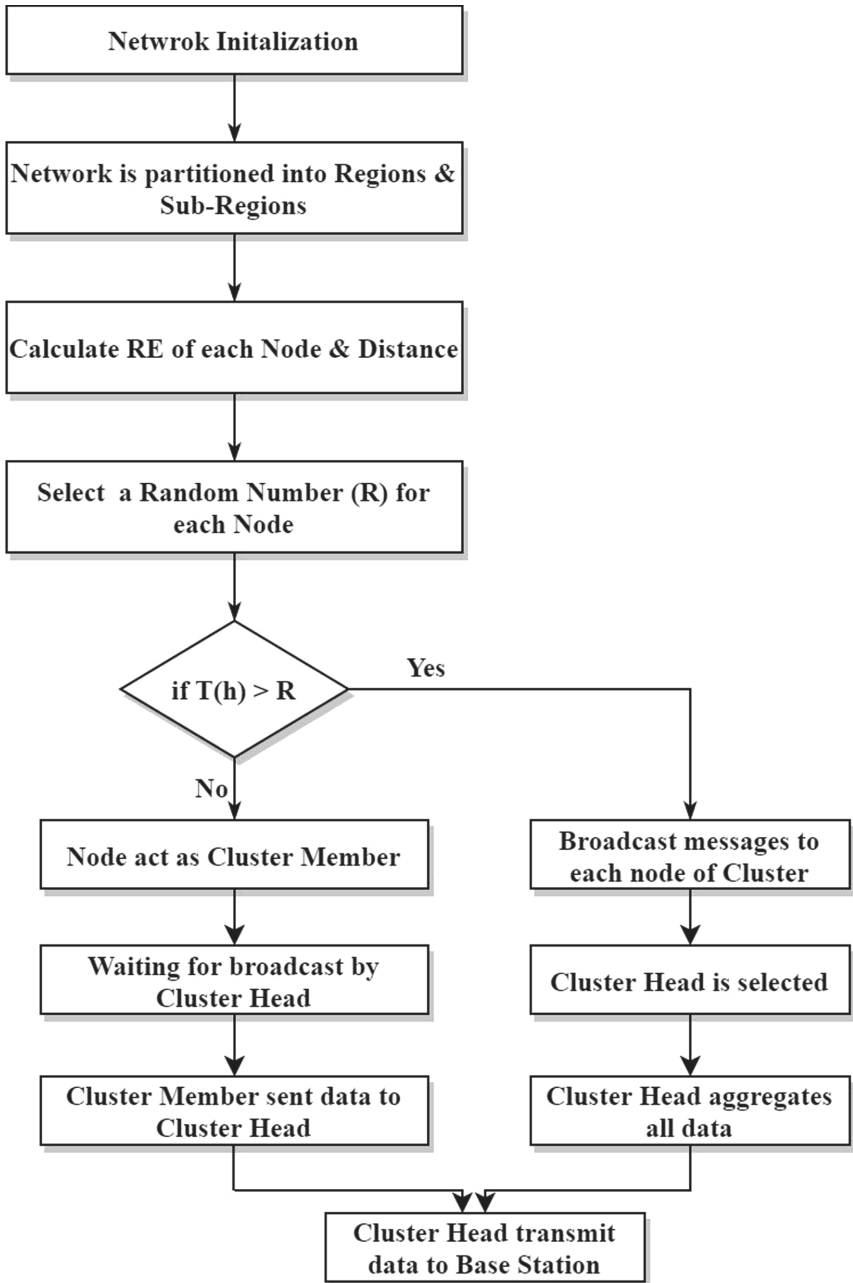 Netwrok Initalization
Network is partitioned into Regions &
Sub-Regions
Calculate RE of each Node & Distance
Select a Random Number (R) for
each Node
if T(h) > R
Yes
No
Node act as Cluster Member
Waiting for broadcast by
Cluster Head
Cluster Member sent data to
Cluster Head
Broadcast messages to
each node of Cluster
Cluster Head is selected
Cluster Head aggregates
all data
Cluster Head transmit
data to Base Station